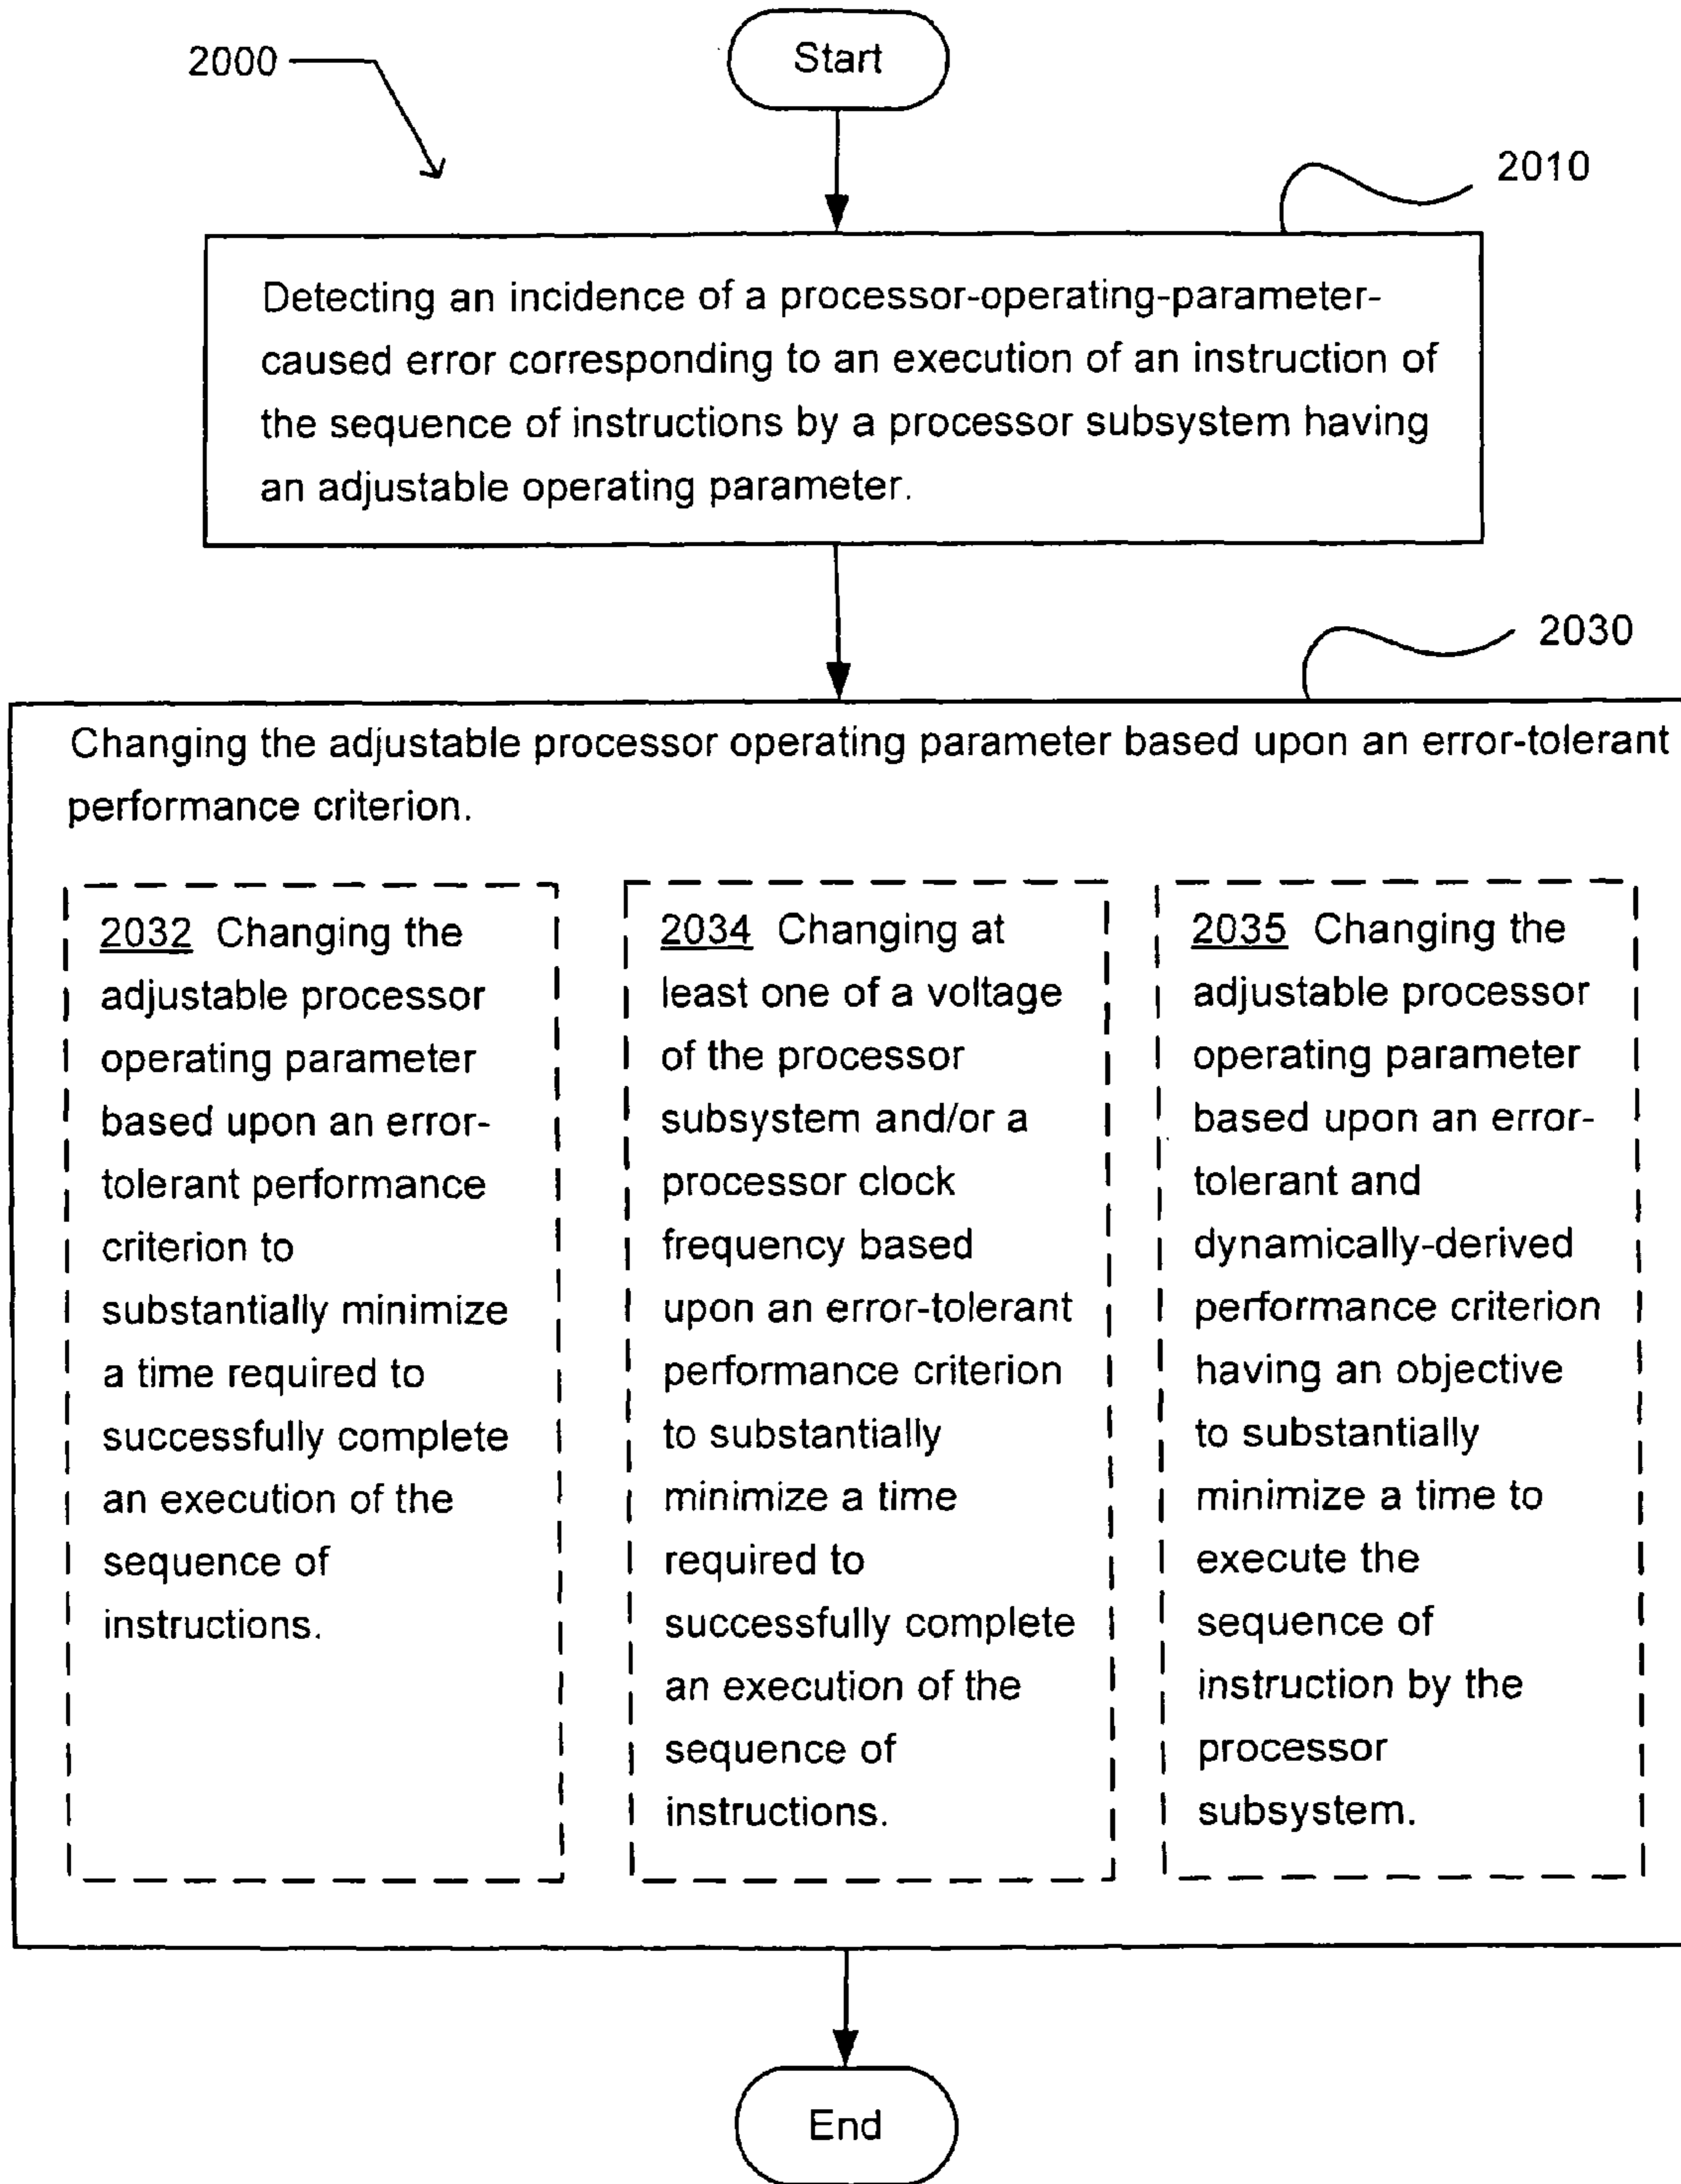 2000
Start
2010
Detecting an incidence of a processor-operating-parameter-
caused error corresponding to an execution of an instruction of
the sequence of instructions by a processor subsystem having
an adjustable operating parameter.
2030
Changing the adjustable processor operating parameter based upon an error-tolerant
performance criterion.
2032 Changing the
adjustable processor
operating parameter
based upon an error-
tolerant performance
criterion to
substantially minimize
a time required to
successfully complete
an execution of the
sequence of
instructions.
2034 Changing at
least one of a voltage
of the processor
subsystem and/or a
processor clock
frequency based
upon an error-tolerant
performance criterion
to substantially
minimize a time
required to
successfully complete
an execution of the
sequence of
instructions.
2035 Changing the
adjustable processor
operating parameter
based upon an error-
tolerant and
dynamically-derived
performance criterion
having an objective
to substantially
minimize a time to
execute the
sequence of
instruction by the
processor
subsystem.
End